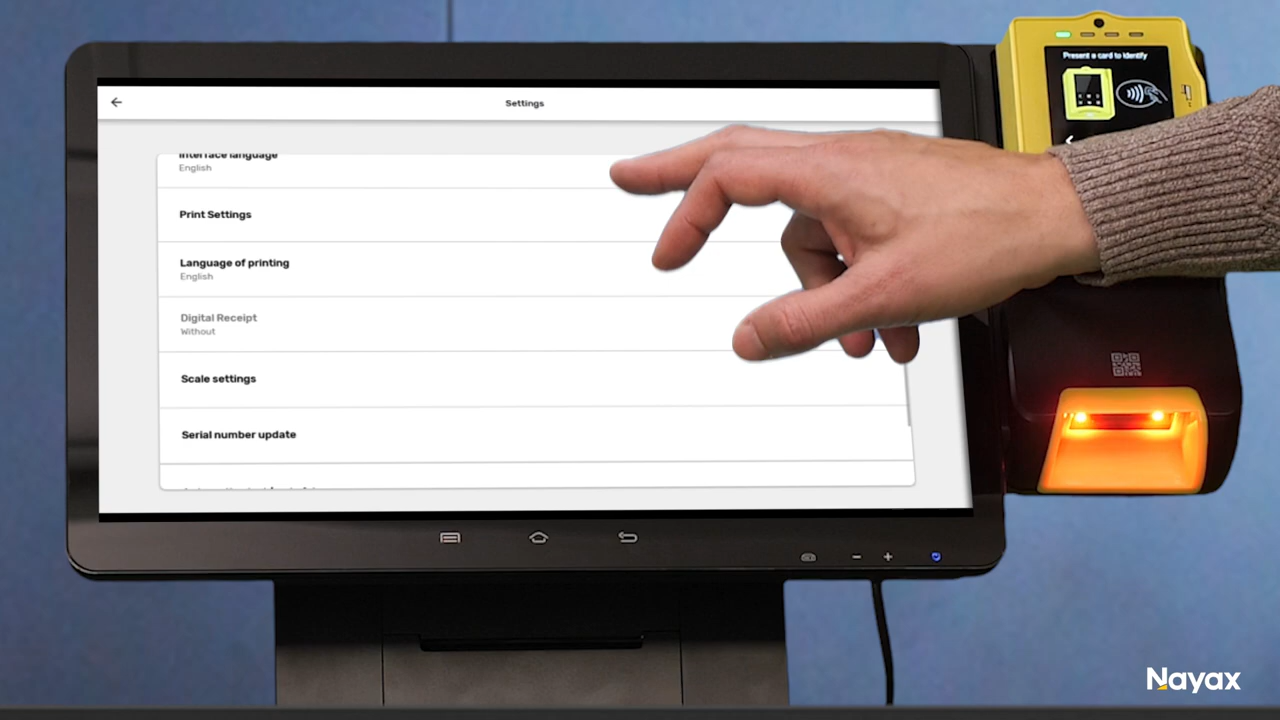 Settings
Interface language
English
Print Settings
Language of printing
English
Digital Receipt
Without
Scale settings
Serial number update
Present a card to identify
Nayax